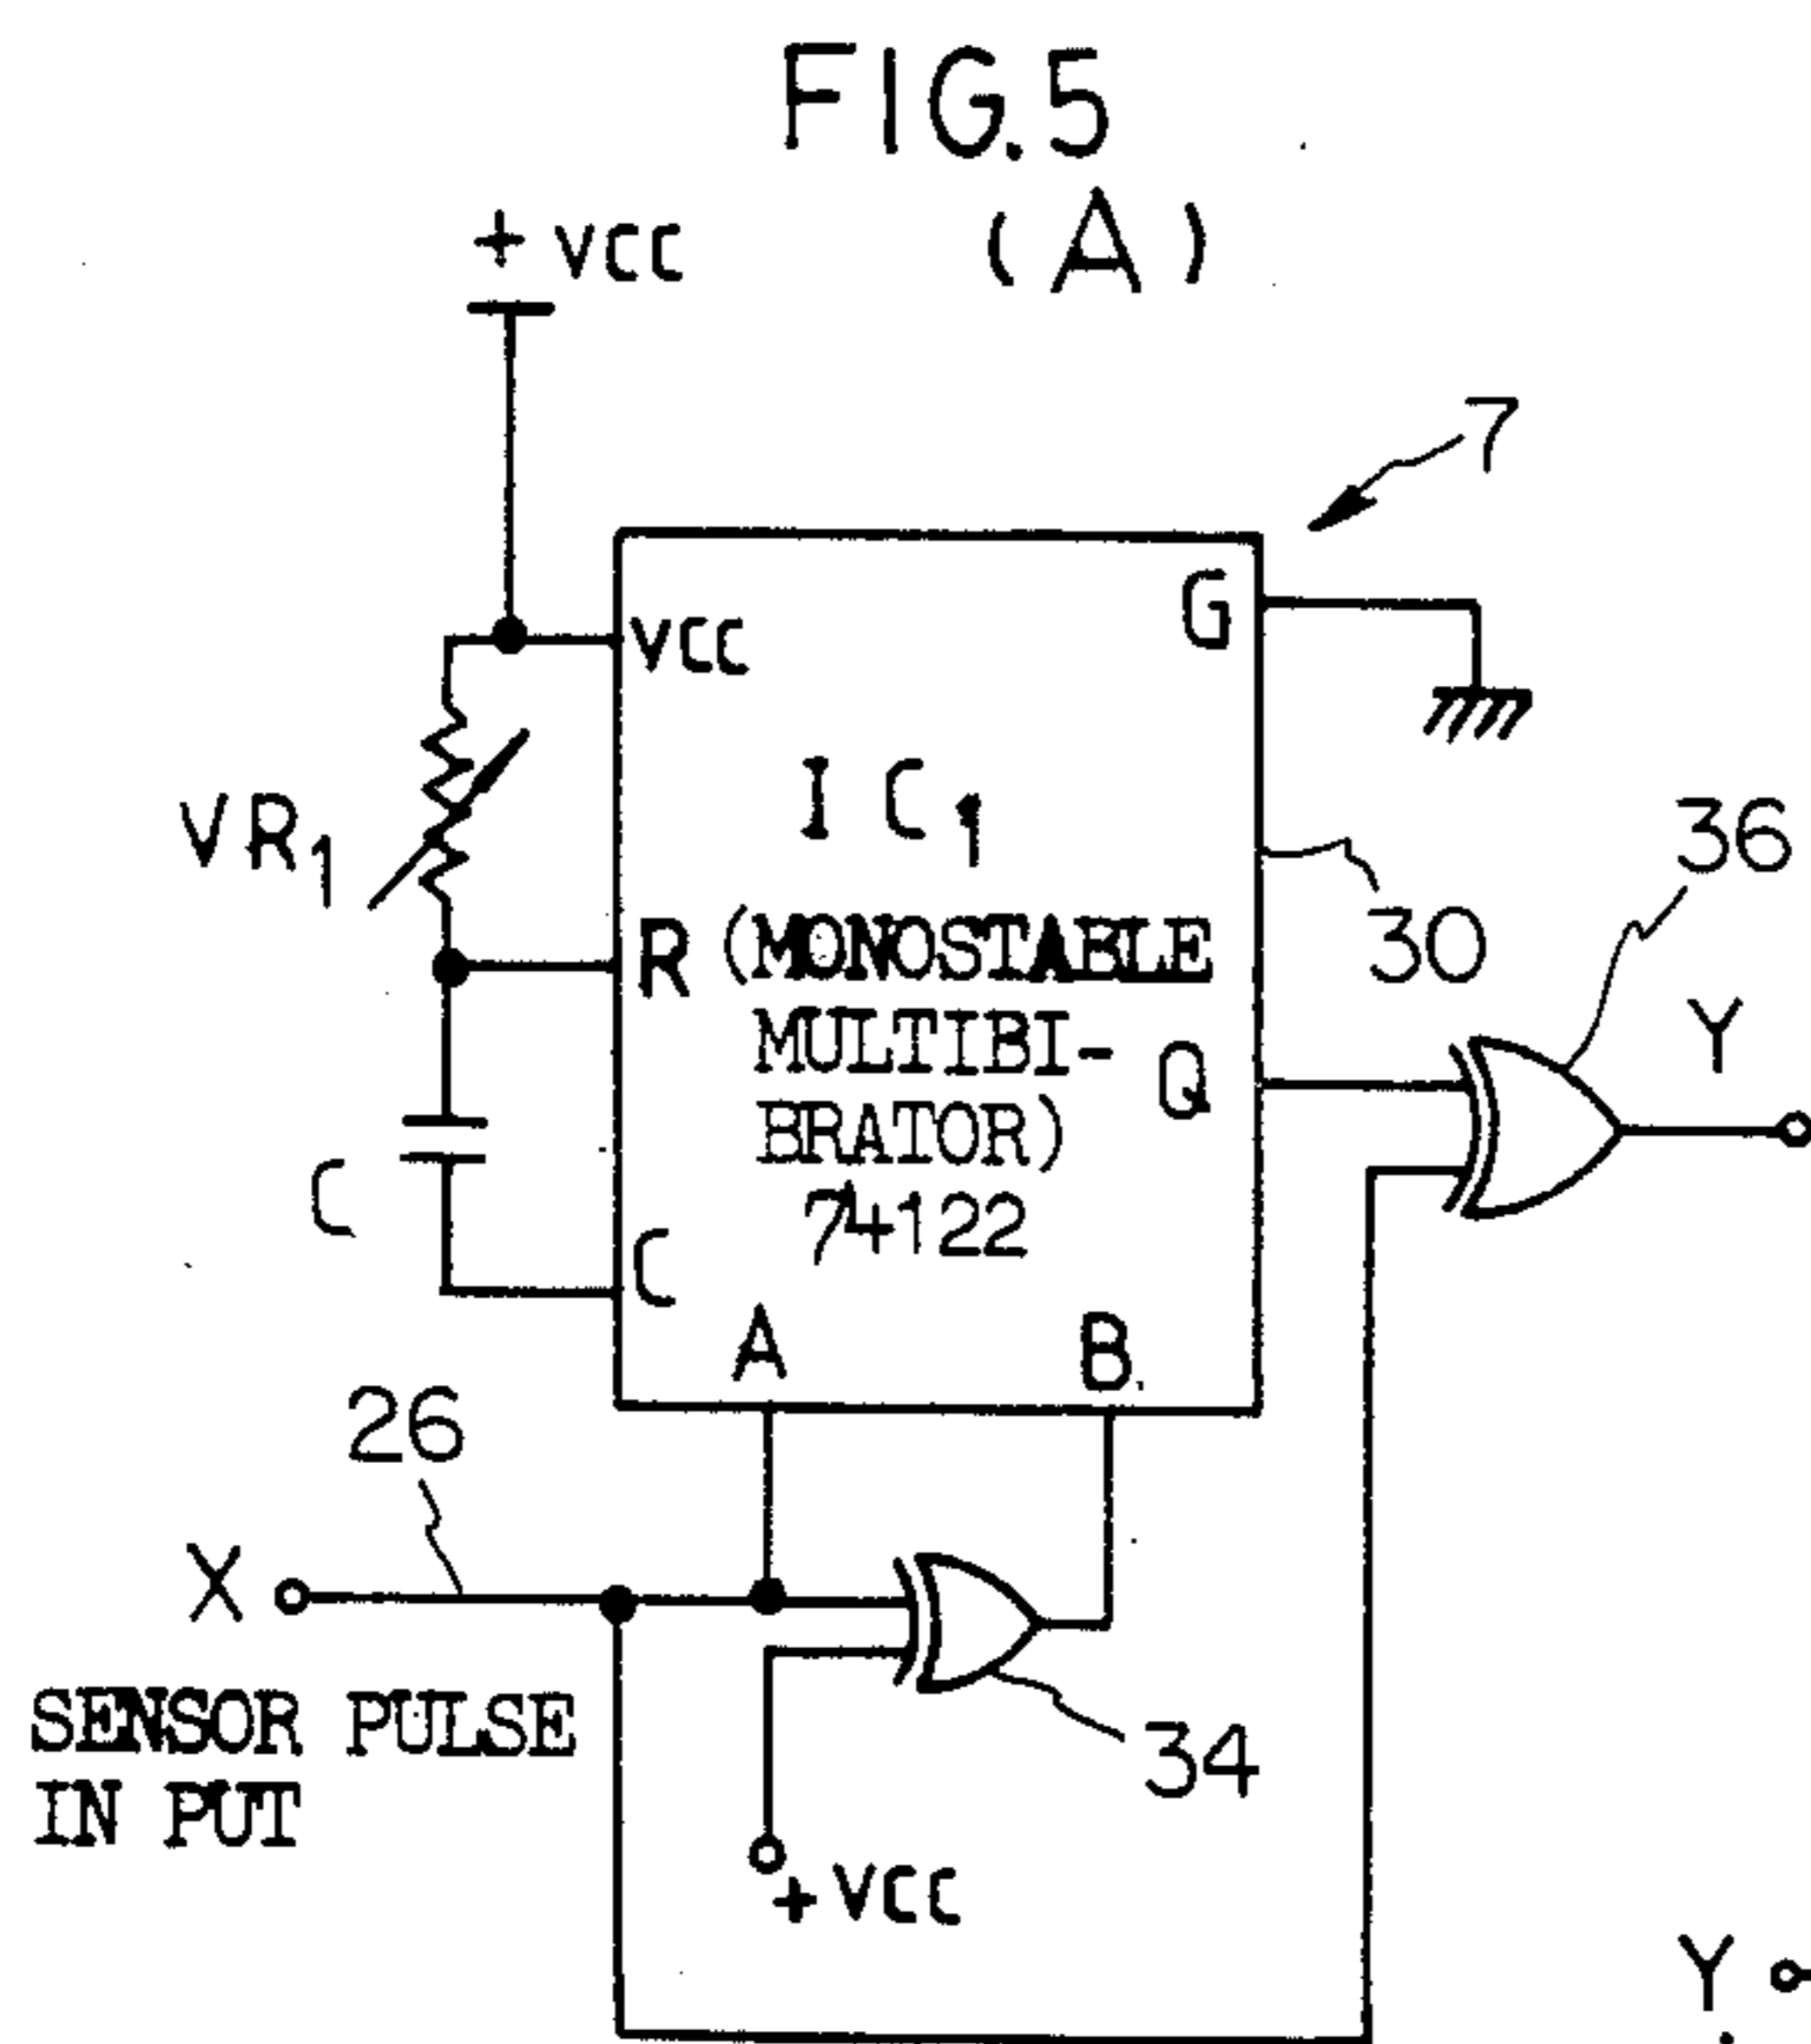 FIG.5
(A)
+ VCC
7
VCC
G
VR1
IC1
36
R (MONOSTABLE
30
MULTIBI-
Q
Y
BRATOR)
C
74122
C
A
B.
26
X
SENSOR PULSE
IN PUT
34
+VCC
Y